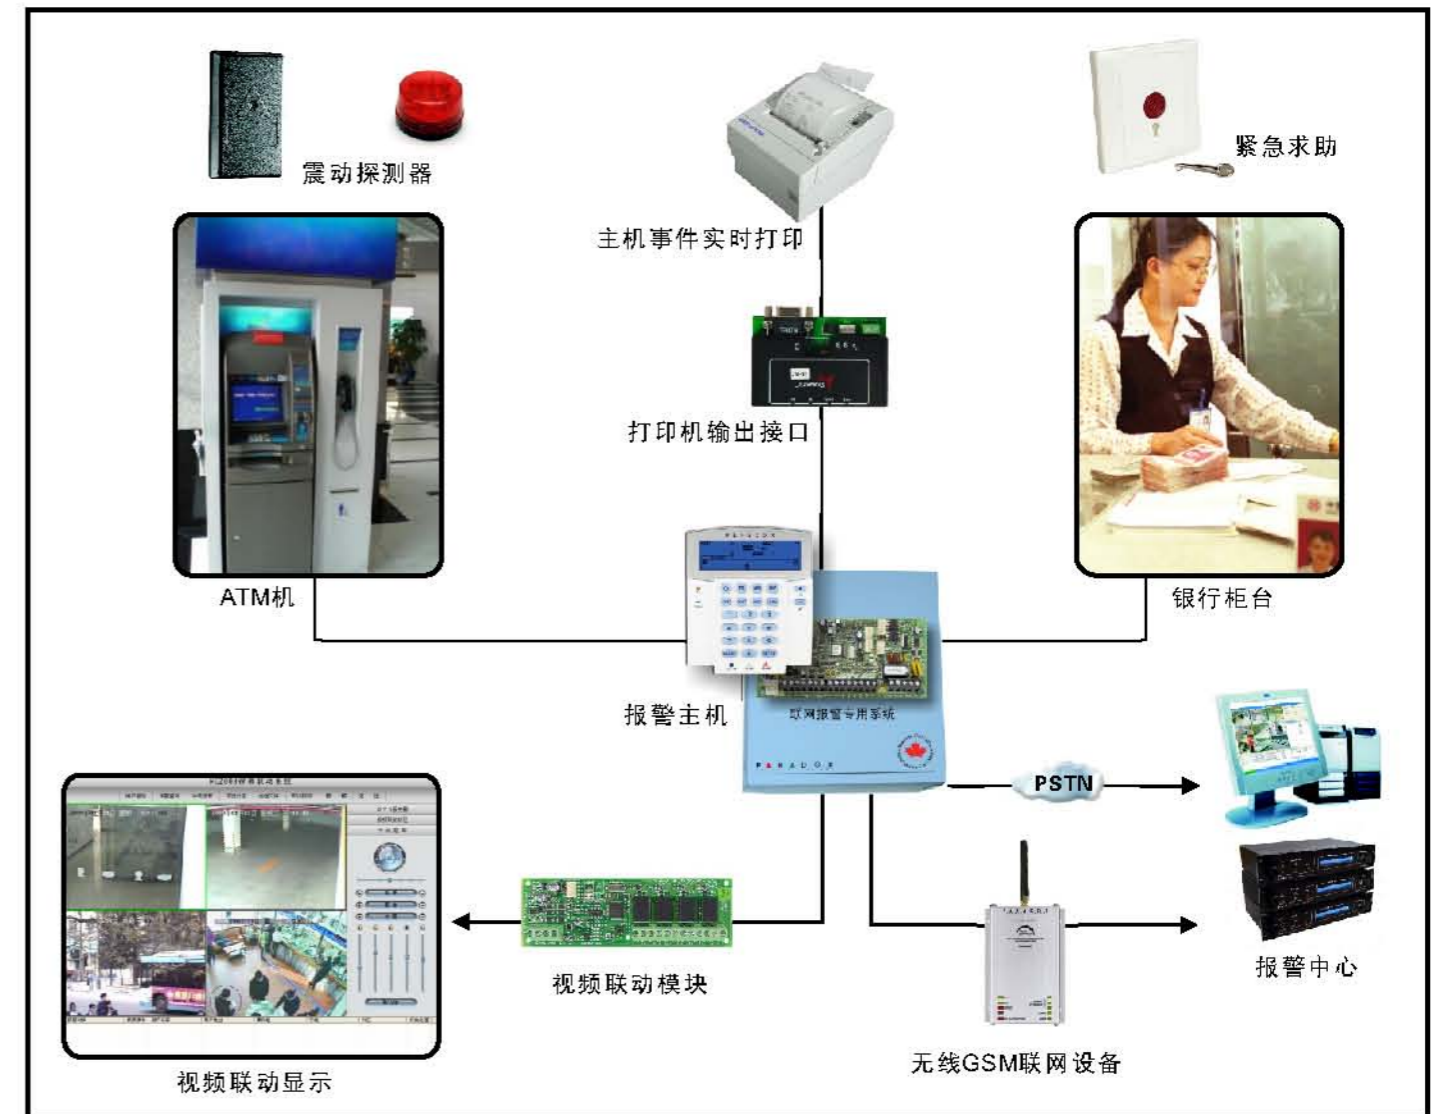 震动探测器
紧急求助
主机事件实时打印
打印机输出接口
ATM机
银行柜台
报警主机
联网报警专用系统
PARADOX
PSTN
视频联动模块
报警中心
无线GSM联网设备
视频联动显示